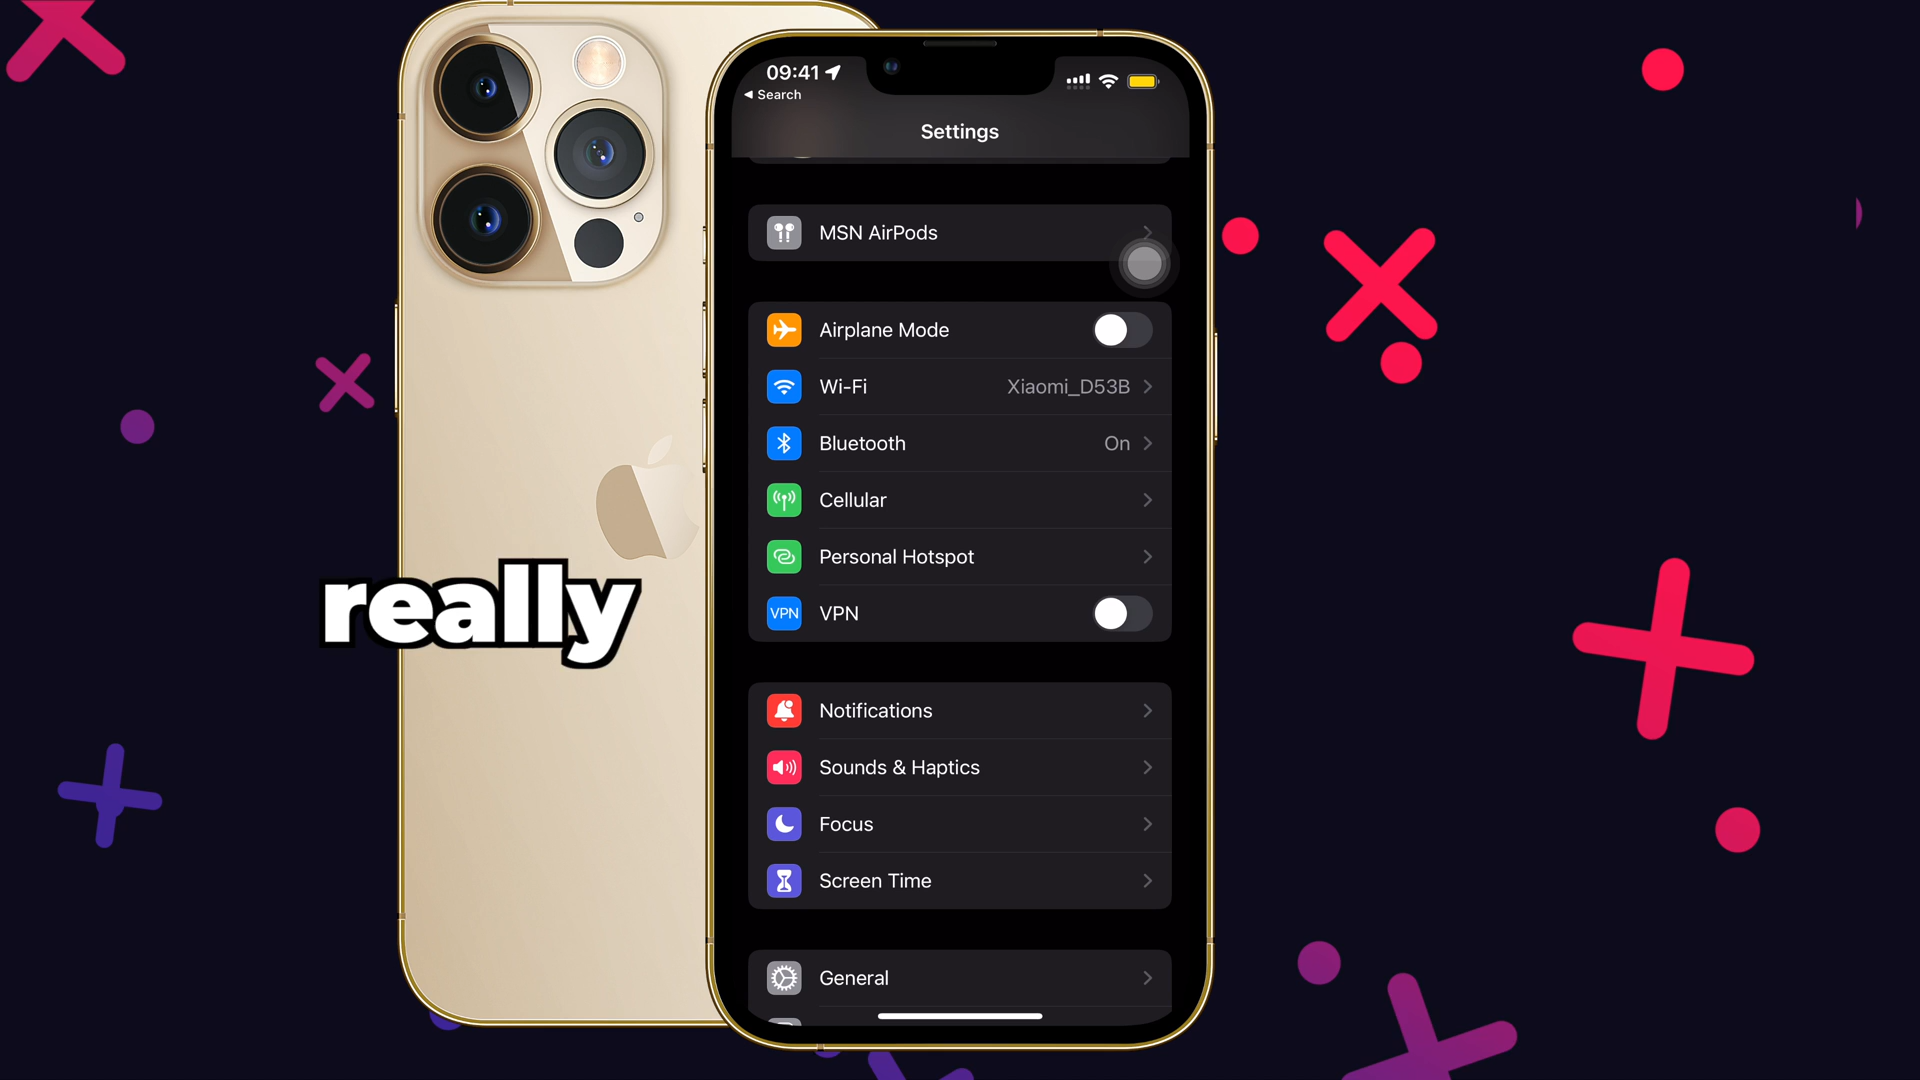 09:41
Search
Settings
MSN AirPods
Airplane Mode
Wi-Fi Xiaomi_D53B
Bluetooth On
Cellular
Personal Hotspot
VPN VPN
really
Notifications
Sounds & Haptics
Focus
Screen Time
General